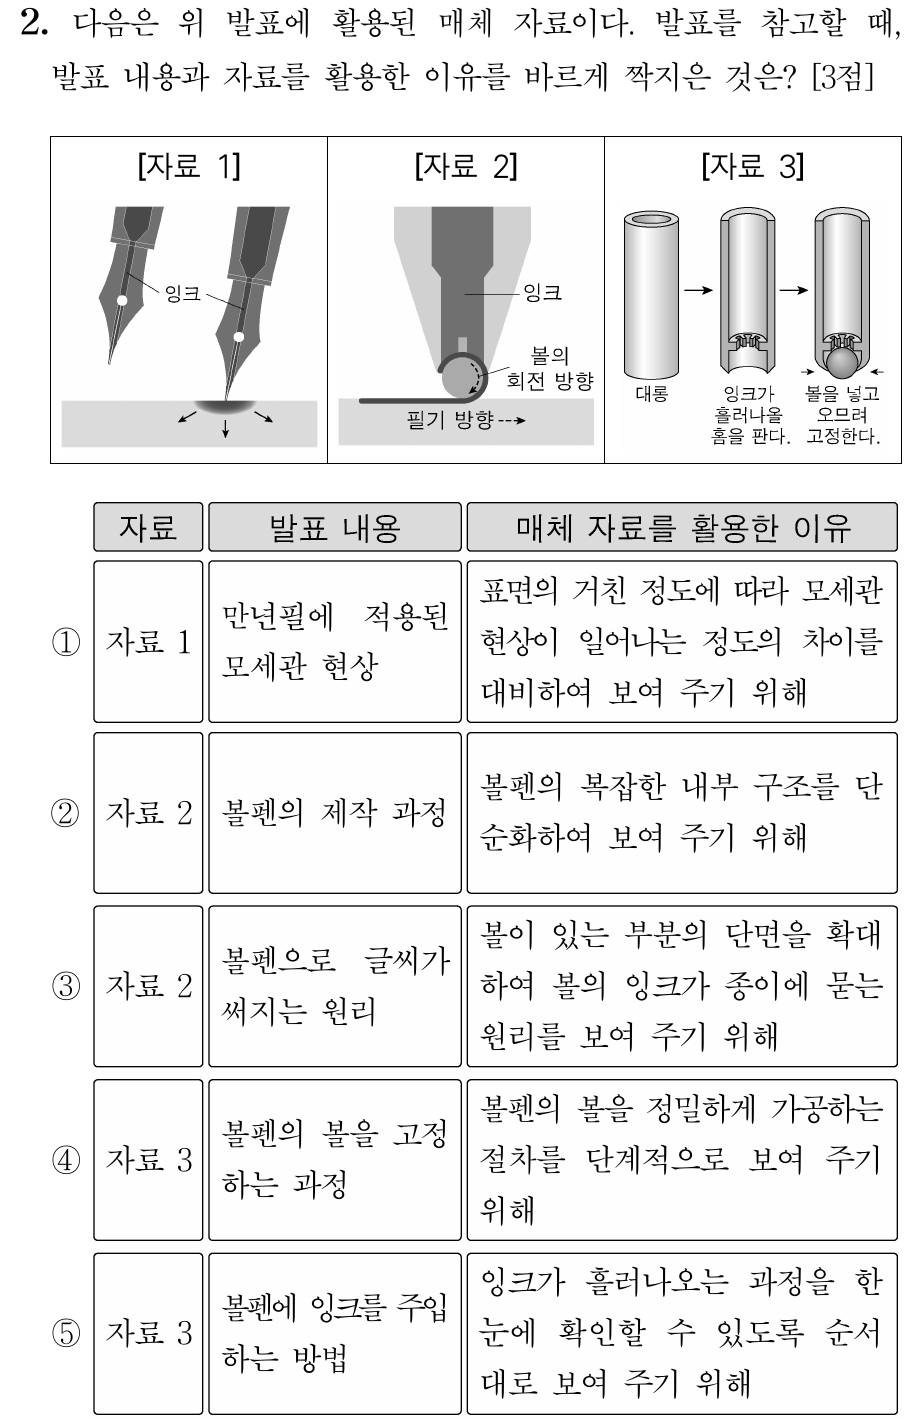 2. 다음은 위 발표에 활용된 매체 자료이다. 발표를 참고할 때,
발표 내용과 자료를 활용한 이유를 바르게 짝지은 것은? [3점]
[자료 1]
잉크
[자료 2]
잉크
볼의
회전 방향
필기 방향
[자료 3]
대롱
잉크가
흘러나올
홈을 판다.
볼을 넣고
오므려
고정한다.
자료
발표 내용
매체 자료를 활용한 이유
①
자료 1
만년필에 적용된
모세관 현상
표면의 거친 정도에 따라 모세관
현상이 일어나는 정도의 차이를
대비하여 보여 주기 위해
②
자료 2
볼펜의 제작 과정
볼펜의 복잡한 내부 구조를 단
순화하여 보여 주기 위해
③
자료 2
볼펜으로 글씨가
써지는 원리
볼이 있는 부분의 단면을 확대
하여 볼의 잉크가 종이에 묻는
원리를 보여 주기 위해
④
자료 3
볼펜의 볼을 고정
하는 과정
볼펜의 볼을 정밀하게 가공하는
절차를 단계적으로 보여 주기
위해
⑤
자료 3
볼펜에 잉크를 주입
하는 방법
잉크가 흘러나오는 과정을 한
눈에 확인할 수 있도록 순서
대로 보여 주기 위해